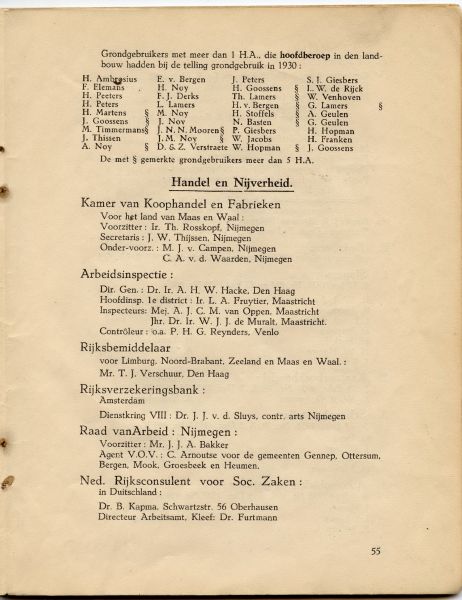 Grondgebruikers met meer dan 1 H.A., die hoofdberoep in den land-
bouw hadden bij de telling grondgebruik in 1930 :
H. Ambrosius E. v. Bergen J. Peters S. J. Giesbers
F. Elemans H. Noy H. Goossens § L. W. de Rijck
H. Peeters F. J. Derks Th. Lamers § W. Venhoven
H. Peters L. Lamers H. v. Bergen § G. Lamers §
H. Martens § M. Noy H. Stoffels § A. Geulen
J. Goossens § J. Noy N. Basten § G. Geulen
M. Timmermans§ J. N. N. Mooren§ P. Giesbers H. Hopman
J. Thissen J. M. Noy § W. Jacobs H. Franken
A. Noy § D. & Z. Verstraete W. Hopman § J. Goossens
De met § gemerkte grondgebruikers meer dan 5 H.A.
Handel en Nijverheid.
Kamer van Koophandel en Fabrieken
Voor het land van Maas en Waal :
Voorzitter : Ir. Th. Rosskopf, Nijmegen
Secretaris : J. W. Thijssen, Nijmegen
Onder-voorz. : M. J. v. Campen, Nijmegen
C. A. v. d. Waarden, Nijmegen
Arbeidsinspectie :
Dir. Gen. : Dr. Ir. A. H. W. Hacke, Den Haag
Hoofdinsp. 1e district : Ir. L. A. Fruytier, Maastricht
Inspecteurs: Mej. A. J. C. M. van Oppen, Maastricht
Jhr. Dr. Ir. W. J. J. de Muralt, Maastricht.
Contrôleur : o.a. P. H. G. Reynders, Venlo
Rijksbemiddelaar
voor Limburg, Noord-Brabant, Zeeland en Maas en Waal. :
Mr. T. J. Verschuur, Den Haag
Rijksverzekeringsbank :
Amsterdam
Dienstkring VIII : Dr. J. J. v. d. Sluys, contr. arts Nijmegen
Raad vanArbeid : Nijmegen :
Voorzitter : Mr. J. J. A. Bakker
Agent V.O.V. : C. Arnoutse voor de gemeenten Gennep, Ottersum,
Bergen, Mook, Groesbeek en Heumen.
Ned. Rijksconsulent voor Soc. Zaken :
in Duitschland :
Dr. B. Kapma, Schwartzstr. 56 Oberhausen
Directeur Arbeitsamt, Kleef: Dr. Furtmann
55